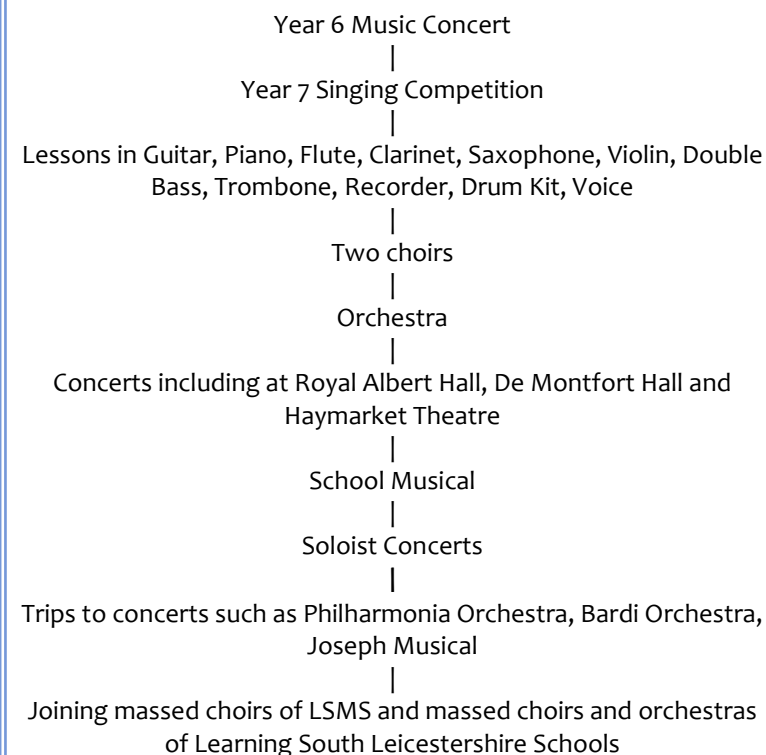 Year 6 Music Concert
|
Year 7 Singing Competition
|
Lessons in Guitar, Piano, Flute, Clarinet, Saxophone, Violin, Double
Bass, Trombone, Recorder, Drum Kit, Voice
|
Two choirs
|
Orchestra
|
Concerts including at Royal Albert Hall, De Montfort Hall and
Haymarket Theatre
|
School Musical
|
Soloist Concerts
|
Trips to concerts such as Philharmonia Orchestra, Bardi Orchestra,
Joseph Musical
|
Joining massed choirs of LSMS and massed choirs and orchestras
of Learning South Leicestershire Schools